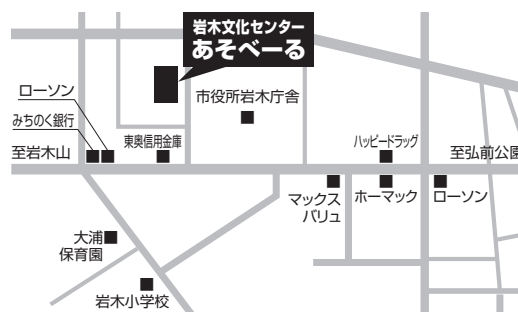 岩木文化センター
あそべーる
ローソン
みちのく銀行
至岩木山
東奥信用金庫
市役所岩木庁舎
ハッピードラッグ
至弘前公園
マックス
バリュ
ホーマック
ローソン
大浦
保育園
岩木小学校